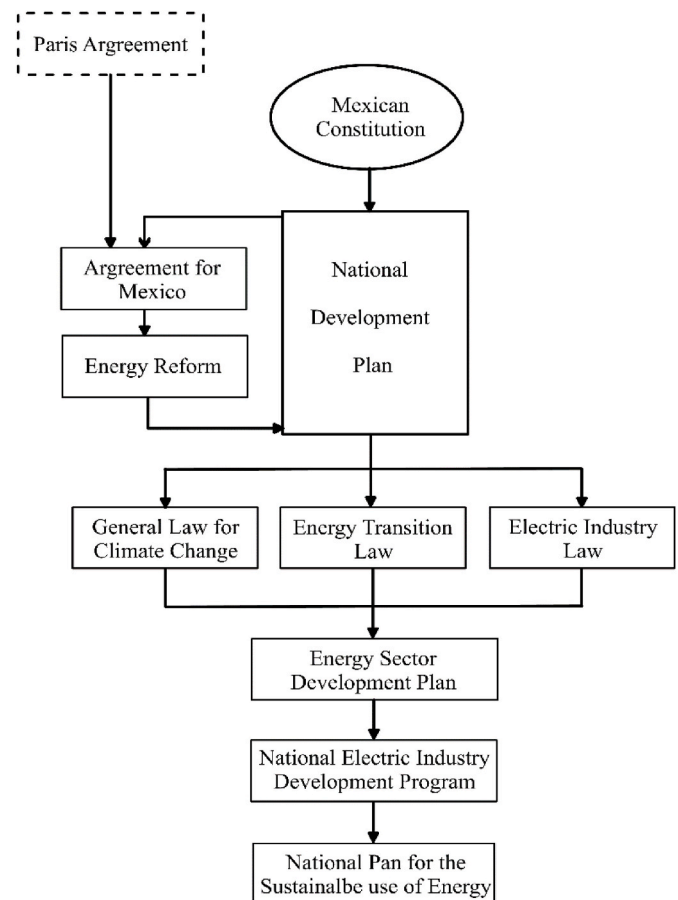 Paris Argreement
Mexican
Constitution
Argreement for
Mexico
National
Development
Plan
Energy Reform
General Law for
Climate Change
Energy Transition
Law
Electric Industry
Law
Energy Sector
Development Plan
National Electric Industry
Development Program
National Pan for the
Sustainalbe use of Energy